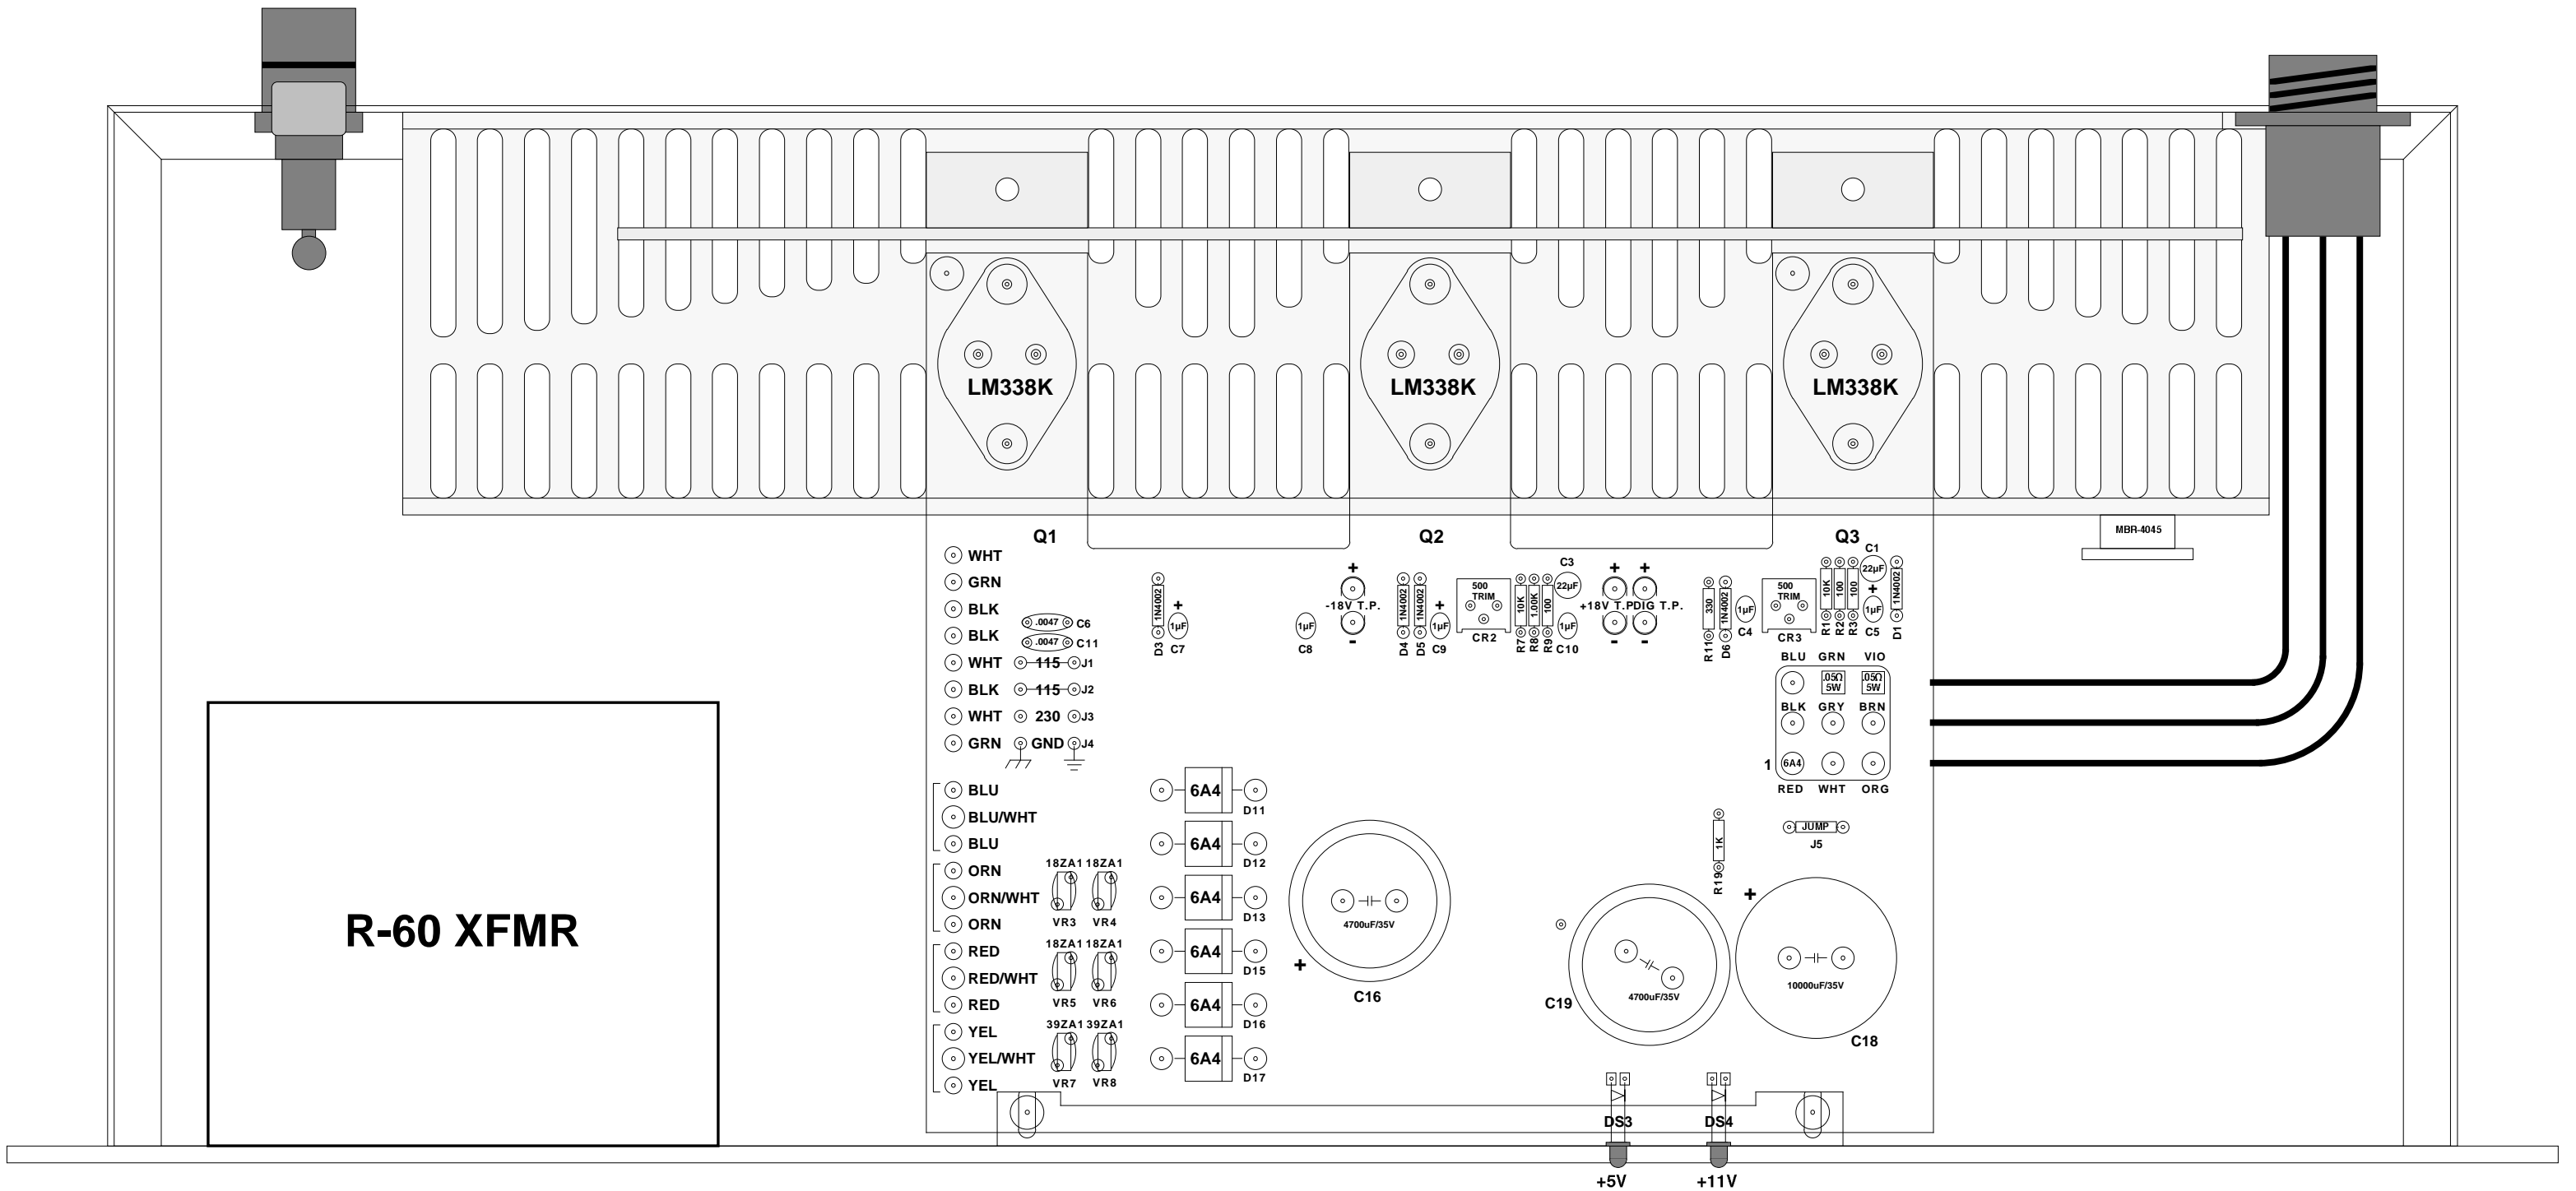 LM338K
LM338K
LM338K
MBR-4045
Q1
Q2
Q3
WHT
GRN
BLK
BLK
WHT
BLK
WHT
GRN
.0047 C6
.0047 C11
115 J1
115 J2
230 J3
GND J4
1N4002
D3
+
1µF
C7
1µF
C8
+
-18V T.P.
-
1N4002
D4
1N4002
D5
+
1µF
C9
500
TRIM
CR2
10K
R7
1.00K
R8
100
R9
C3
22µF
1µF
C10
+ +
+18V T.P.
DIG T.P.
- -
330
R11
1N4002
D6
1µF
C4
500
TRIM
CR3
10K
R1
100
R2
100
R3
C1
22µF
+
1µF
C5
1N4002
D1
BLU GRN VIO
.05Ω .05Ω
5W 5W
BLK GRY BRN
1 6A4
RED WHT ORG
JUMP
J5
1K
R19
BLU
BLU/WHT
BLU
ORN
ORN/WHT
ORN
RED
RED/WHT
RED
YEL
YEL/WHT
YEL
18ZA1 18ZA1
VR3 VR4
18ZA1 18ZA1
VR5 VR6
39ZA1 39ZA1
VR7 VR8
6A4
D11
6A4
D12
6A4
D13
6A4
D15
6A4
D16
6A4
D17
4700uF/35V
+
C16
4700uF/35V
C19
+
10000uF/35V
C18
R-60 XFMR
DS3
DS4
+5V
+11V